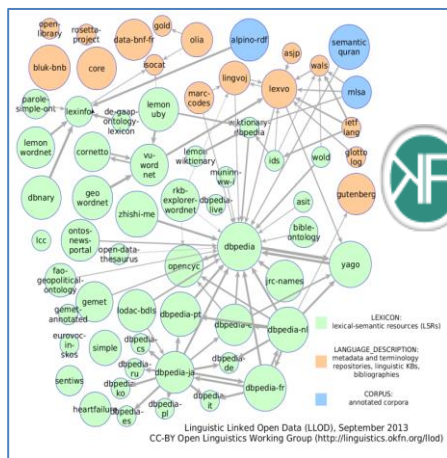 open-
library
rosetta-
project
data-bnf-fr
gold
olia
alpino-rdf
semantic
quran
bluk-bnb
core
isocat
asjp
wals
lingvoj
lexvo
mlsa
marc-
codes
parole-
simple-ont
lexinfo
de-gaap-
ontology-
lexicon
lemon
uby
wiktionary-
dbpedia
ietf
lang
lemon
wordnet
cornetto
vu-
word
net
lemon
wiktionary
ids
wold
glotto
log
gutenberg
dbnary
geo
wordnet
rkb-
explorer-
wordnet
zhishi-me
dbpedia
-live
asit
bible-
ontology
lcc
ontos-
news-
portal
open-data-
thesaurus
dbpedia
yago
fao-
geopolitical-
ontology
opencyc
jrc-names
gemet
gemet-
annotated
lodac-bdls
dbpedia-pt
dbpedia-nl
eurovoc-
in-skos
simple
dbpedia-
cs
dbpedia-ja
dbpedia-
de
dbpedia-fr
sentiws
dbpedia-
ru
dbpedia-
ko
heartfailure
dbpedia-
es
dbpedia-
pl
dbpedia-
it
KF
LEXICON:
lexical-semantic resources (LSRs)
LANGUAGE_DESCRIPTION:
metadata and terminology
repositories, linguistic KBs,
bibliographies
CORPUS:
annotated corpora
Linguistic Linked Open Data (LLOD), September 2013
CC-BY Open Linguistics Working Group (http://linguistics.okfn.org/llod)